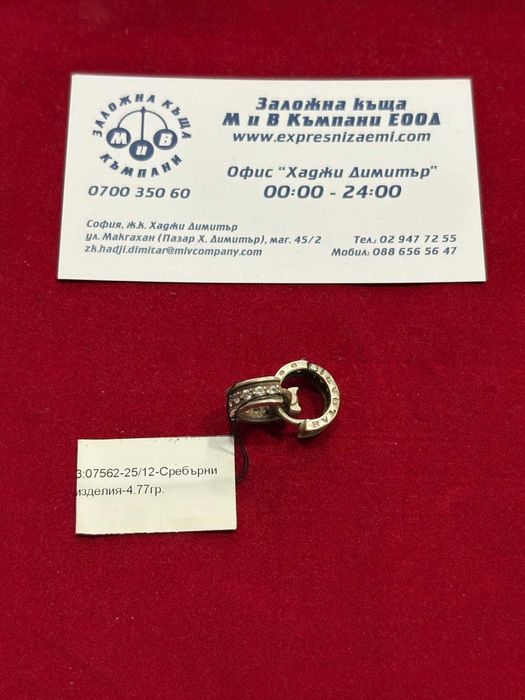 ЗАЛОЖНА КЪЩА
М и В
КЪМПАНИ
0700 350 60
Заложна къща
М и В Къмпани ЕООД
www.expresnizaemi.com
Офис "Хаджи Димитър"
00:00 - 24:00
София, ж.к. Хаджи Димитър
ул. Макгахан (Пазар Х. Димитър), маг. 45/2
zk.hadji.dimitar@mivcompany.com
Тел.: 02 947 72 55
Мобил: 088 656 56 47
3:07562-25/12-Сребърни
изделия-4.77гр.